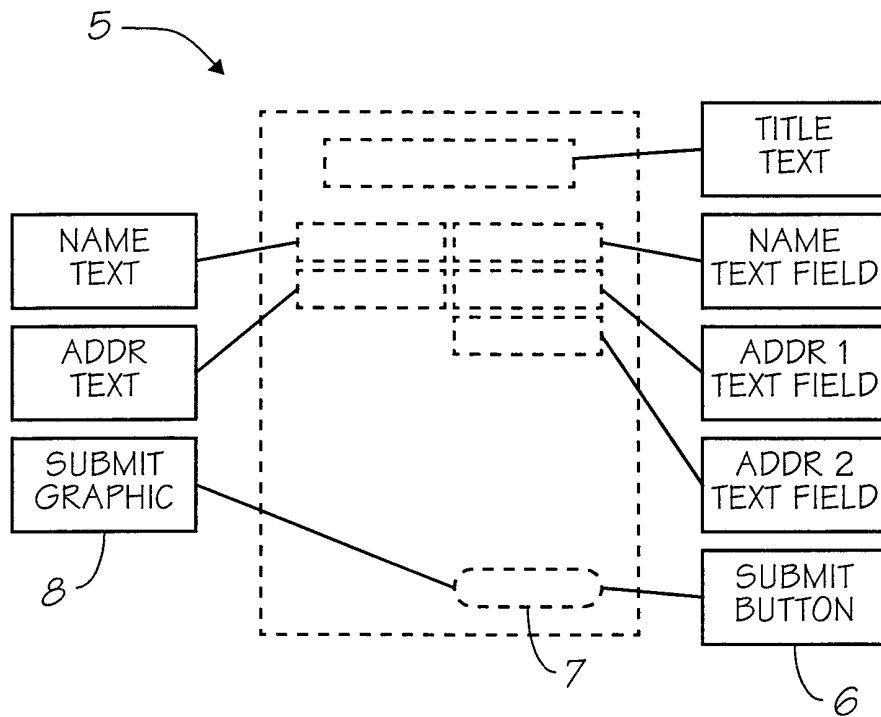 5
TITLE
TEXT
NAME
TEXT
NAME
TEXT FIELD
ADDR
TEXT
ADDR 1
TEXT FIELD
SUBMIT
GRAPHIC
ADDR 2
TEXT FIELD
SUBMIT
BUTTON
8
7
6